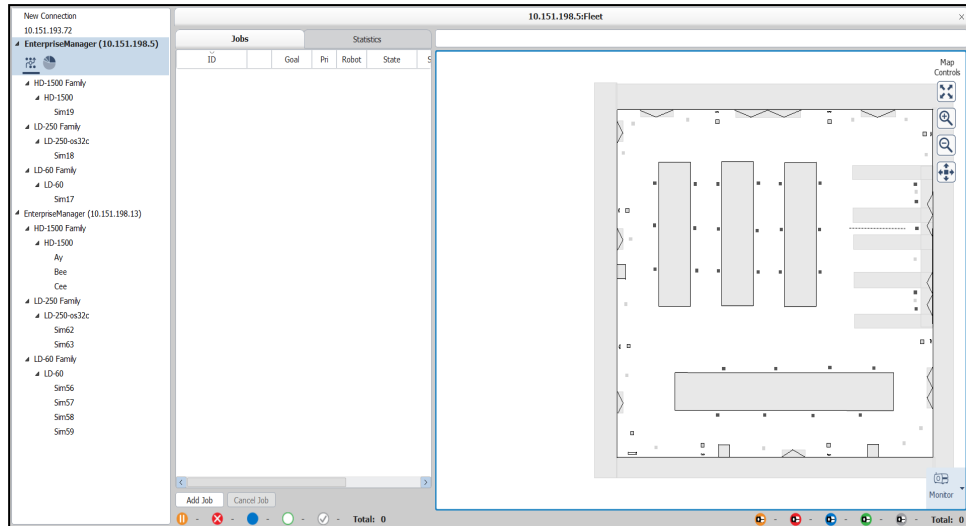 New Connection
10.151.193.72
EnterpriseManager (10.151.198.5)
HD-1500 Family
HD-1500
Sim19
LD-250 Family
LD-250-os32c
Sim18
LD-60 Family
LD-60
Sim17
EnterpriseManager (10.151.198.13)
HD-1500 Family
HD-1500
Ay
Bee
Cee
LD-250 Family
LD-250-os32c
Sim62
Sim63
LD-60 Family
LD-60
Sim56
Sim57
Sim58
Sim59
10.151.198.5:Fleet
Jobs Statistics
ID Goal Pri Robot State S
Add Job Cancel Job
- - - - - Total: 0
Map
Controls
Monitor
- - - - - Total: 0